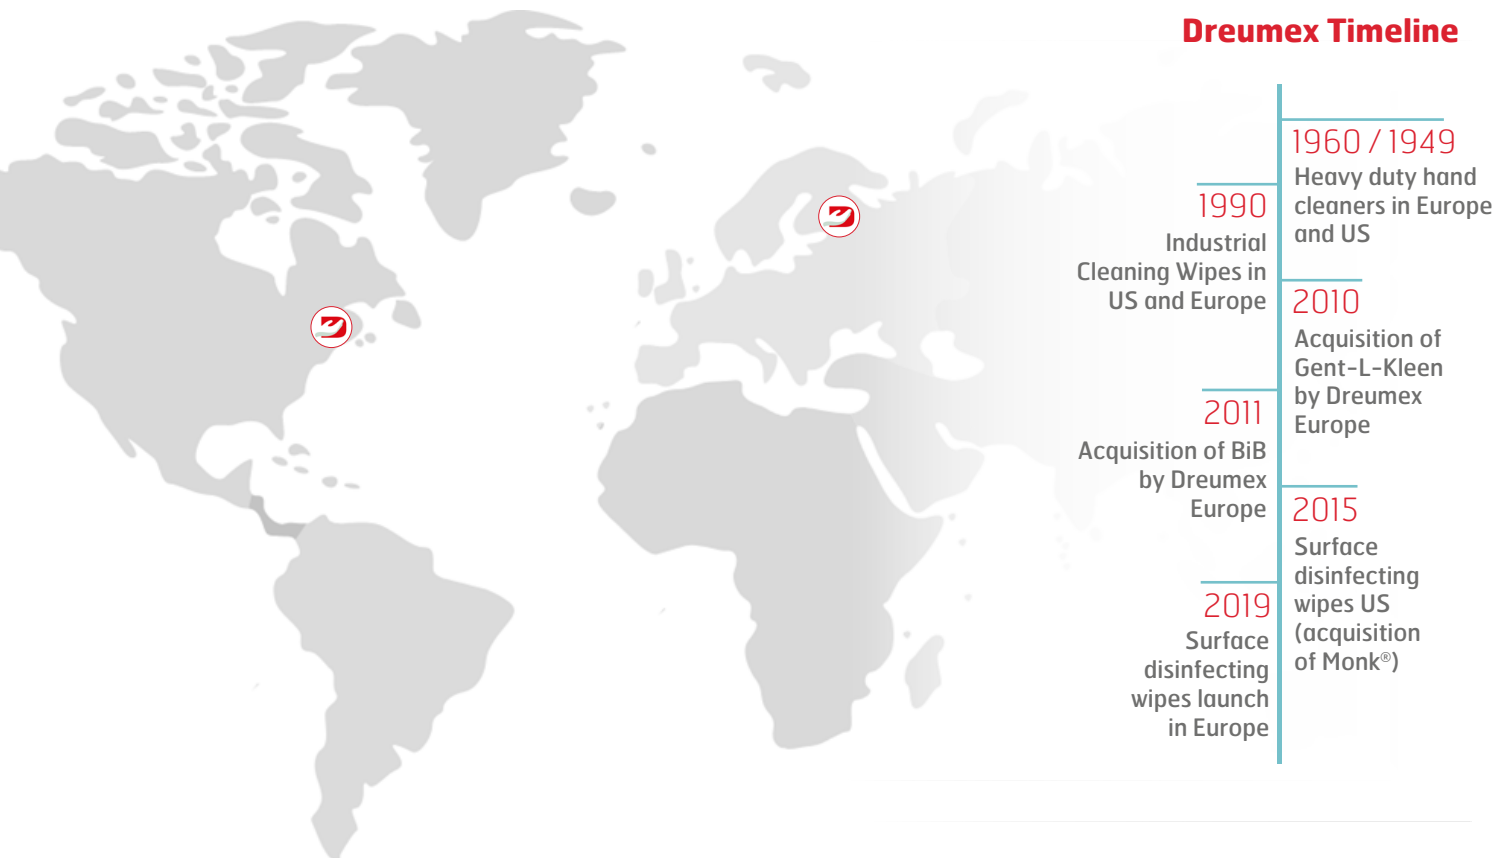 Dreumex Timeline
1960 / 1949
Heavy duty hand
cleaners in Europe
and US
1990
Industrial
Cleaning Wipes in
US and Europe
2010
Acquisition of
Gent-L-Kleen
by Dreumex
Europe
2011
Acquisition of BiB
by Dreumex
Europe
2015
Surface
disinfecting
wipes US
(acquisition
of Monk®)
2019
Surface
disinfecting
wipes launch
in Europe